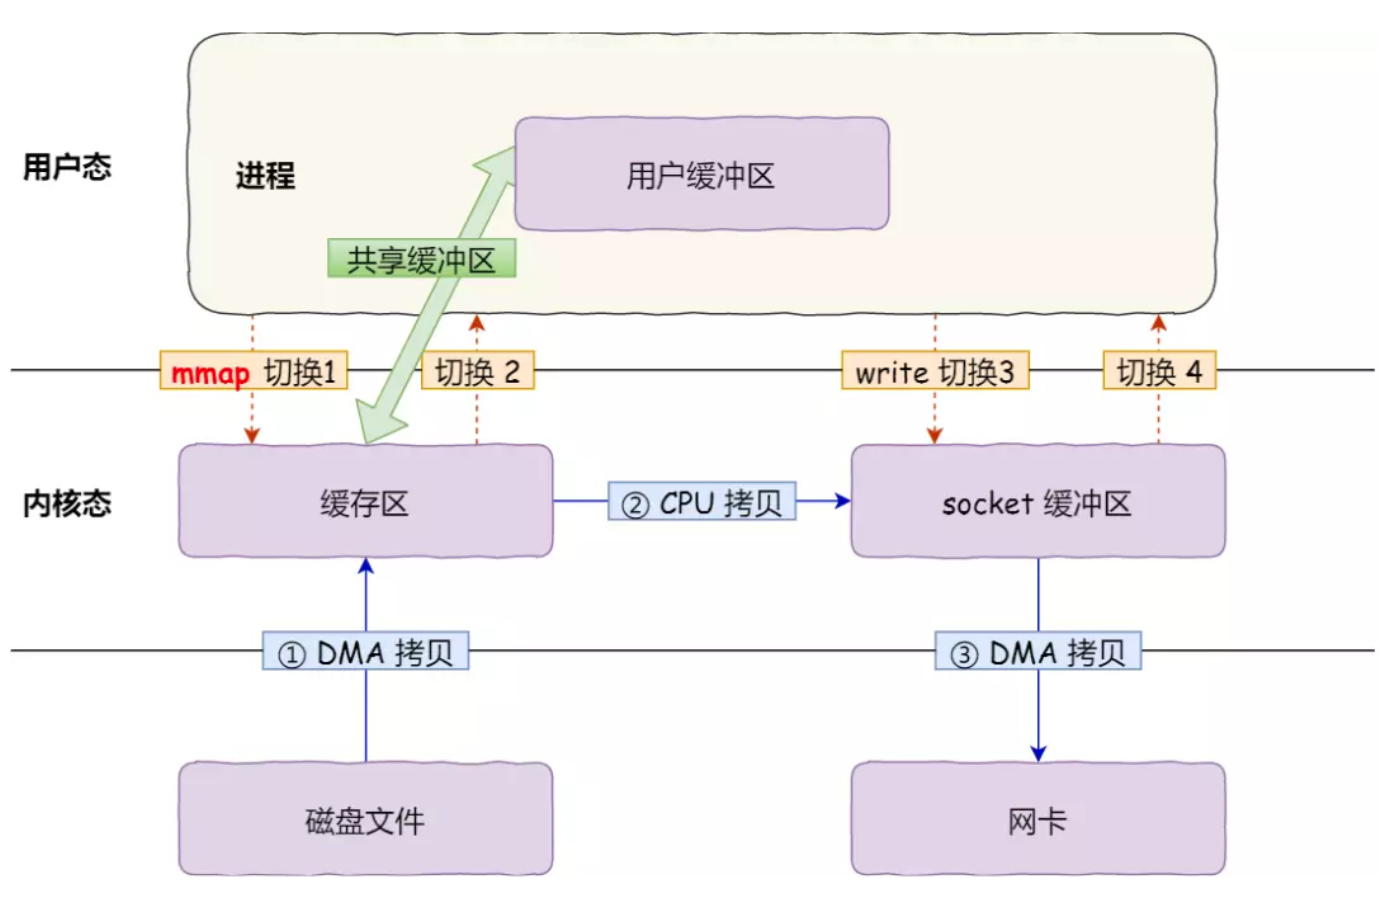 用户态
进程
用户缓冲区
共享缓冲区
mmap 切换1
切换 2
write 切换3
切换 4
内核态
缓存区
② CPU 拷贝
socket 缓冲区
① DMA 拷贝
③ DMA 拷贝
磁盘文件
网卡